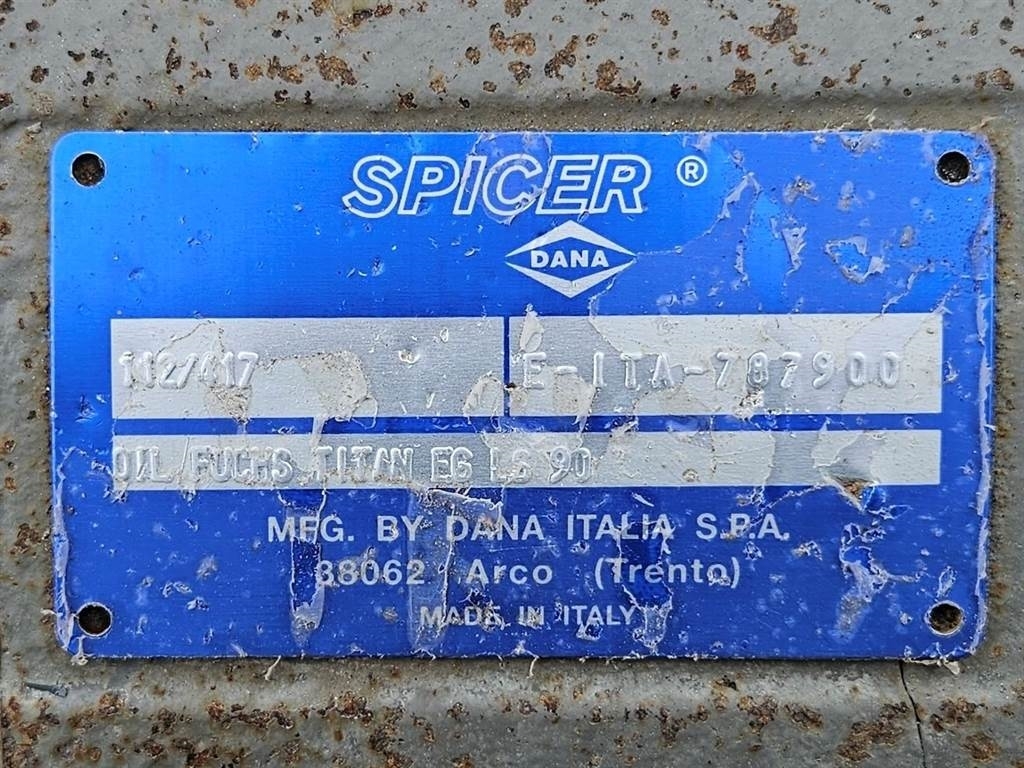 SPICER ®
DANA
112/417 E-ITA-787900
OIL/FUCHS TITAN EG LS 90
MFG. BY DANA ITALIA S.P.A.
38062 Arco (Trento)
MADE IN ITALY